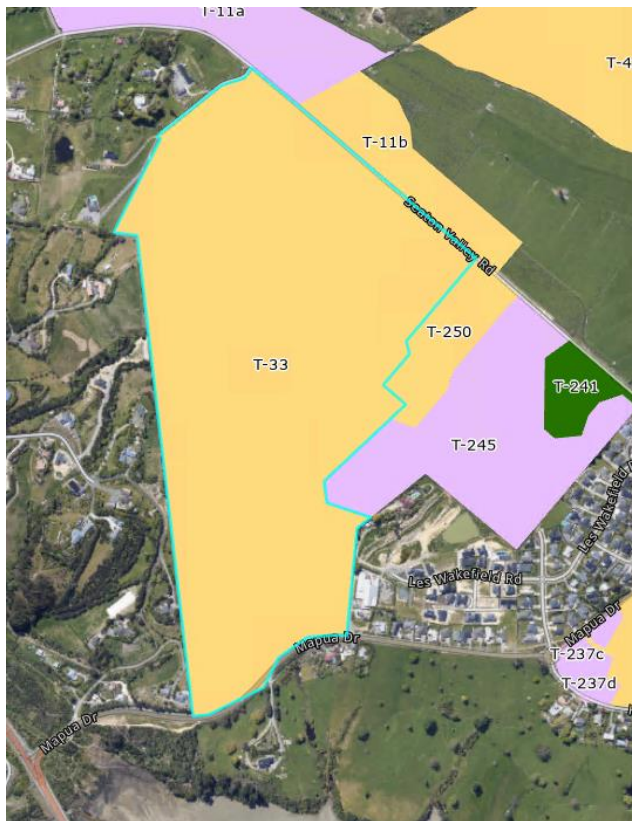 T-11a
T-4
T-11b
Seaton Valley Rd
T-250
T-33
T-241
T-245
Les Wakefield Rd
Les Wakefield
Mapua Dr
Mapua Dr
T-237c
T-237d
Mapua Dr